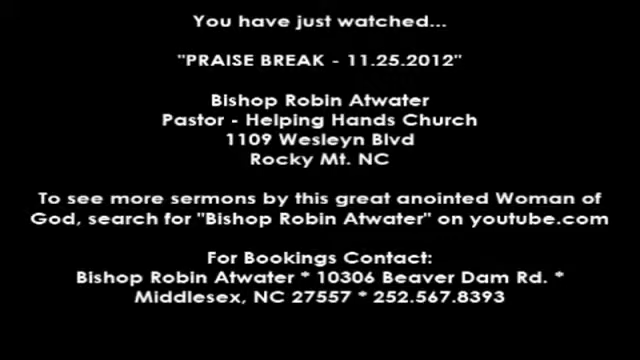 You have just watched...
"PRAISE BREAK - 11.25.2012"
Bishop Robin Atwater
Pastor - Helping Hands Church
1109 Wesleyn Blvd
Rocky Mt. NC
To see more sermons by this great anointed Woman of
God, search for "Bishop Robin Atwater" on youtube.com
For Bookings Contact:
Bishop Robin Atwater * 10306 Beaver Dam Rd. *
Middlesex, NC 27557 * 252.567.8393